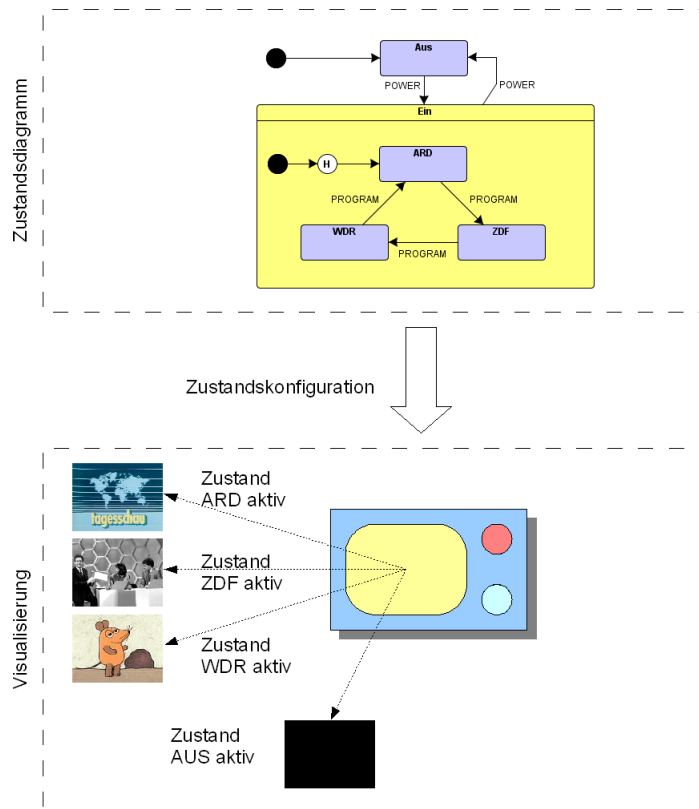 Zustandsdiagramm
Aus
POWER
POWER
Ein
H
ARD
PROGRAM
PROGRAM
WDR
ZDF
PROGRAM
Zustandskonfiguration
Visualisierung
tagesschau
Zustand
ARD aktiv
Zustand
ZDF aktiv
Zustand
WDR aktiv
Zustand
AUS aktiv